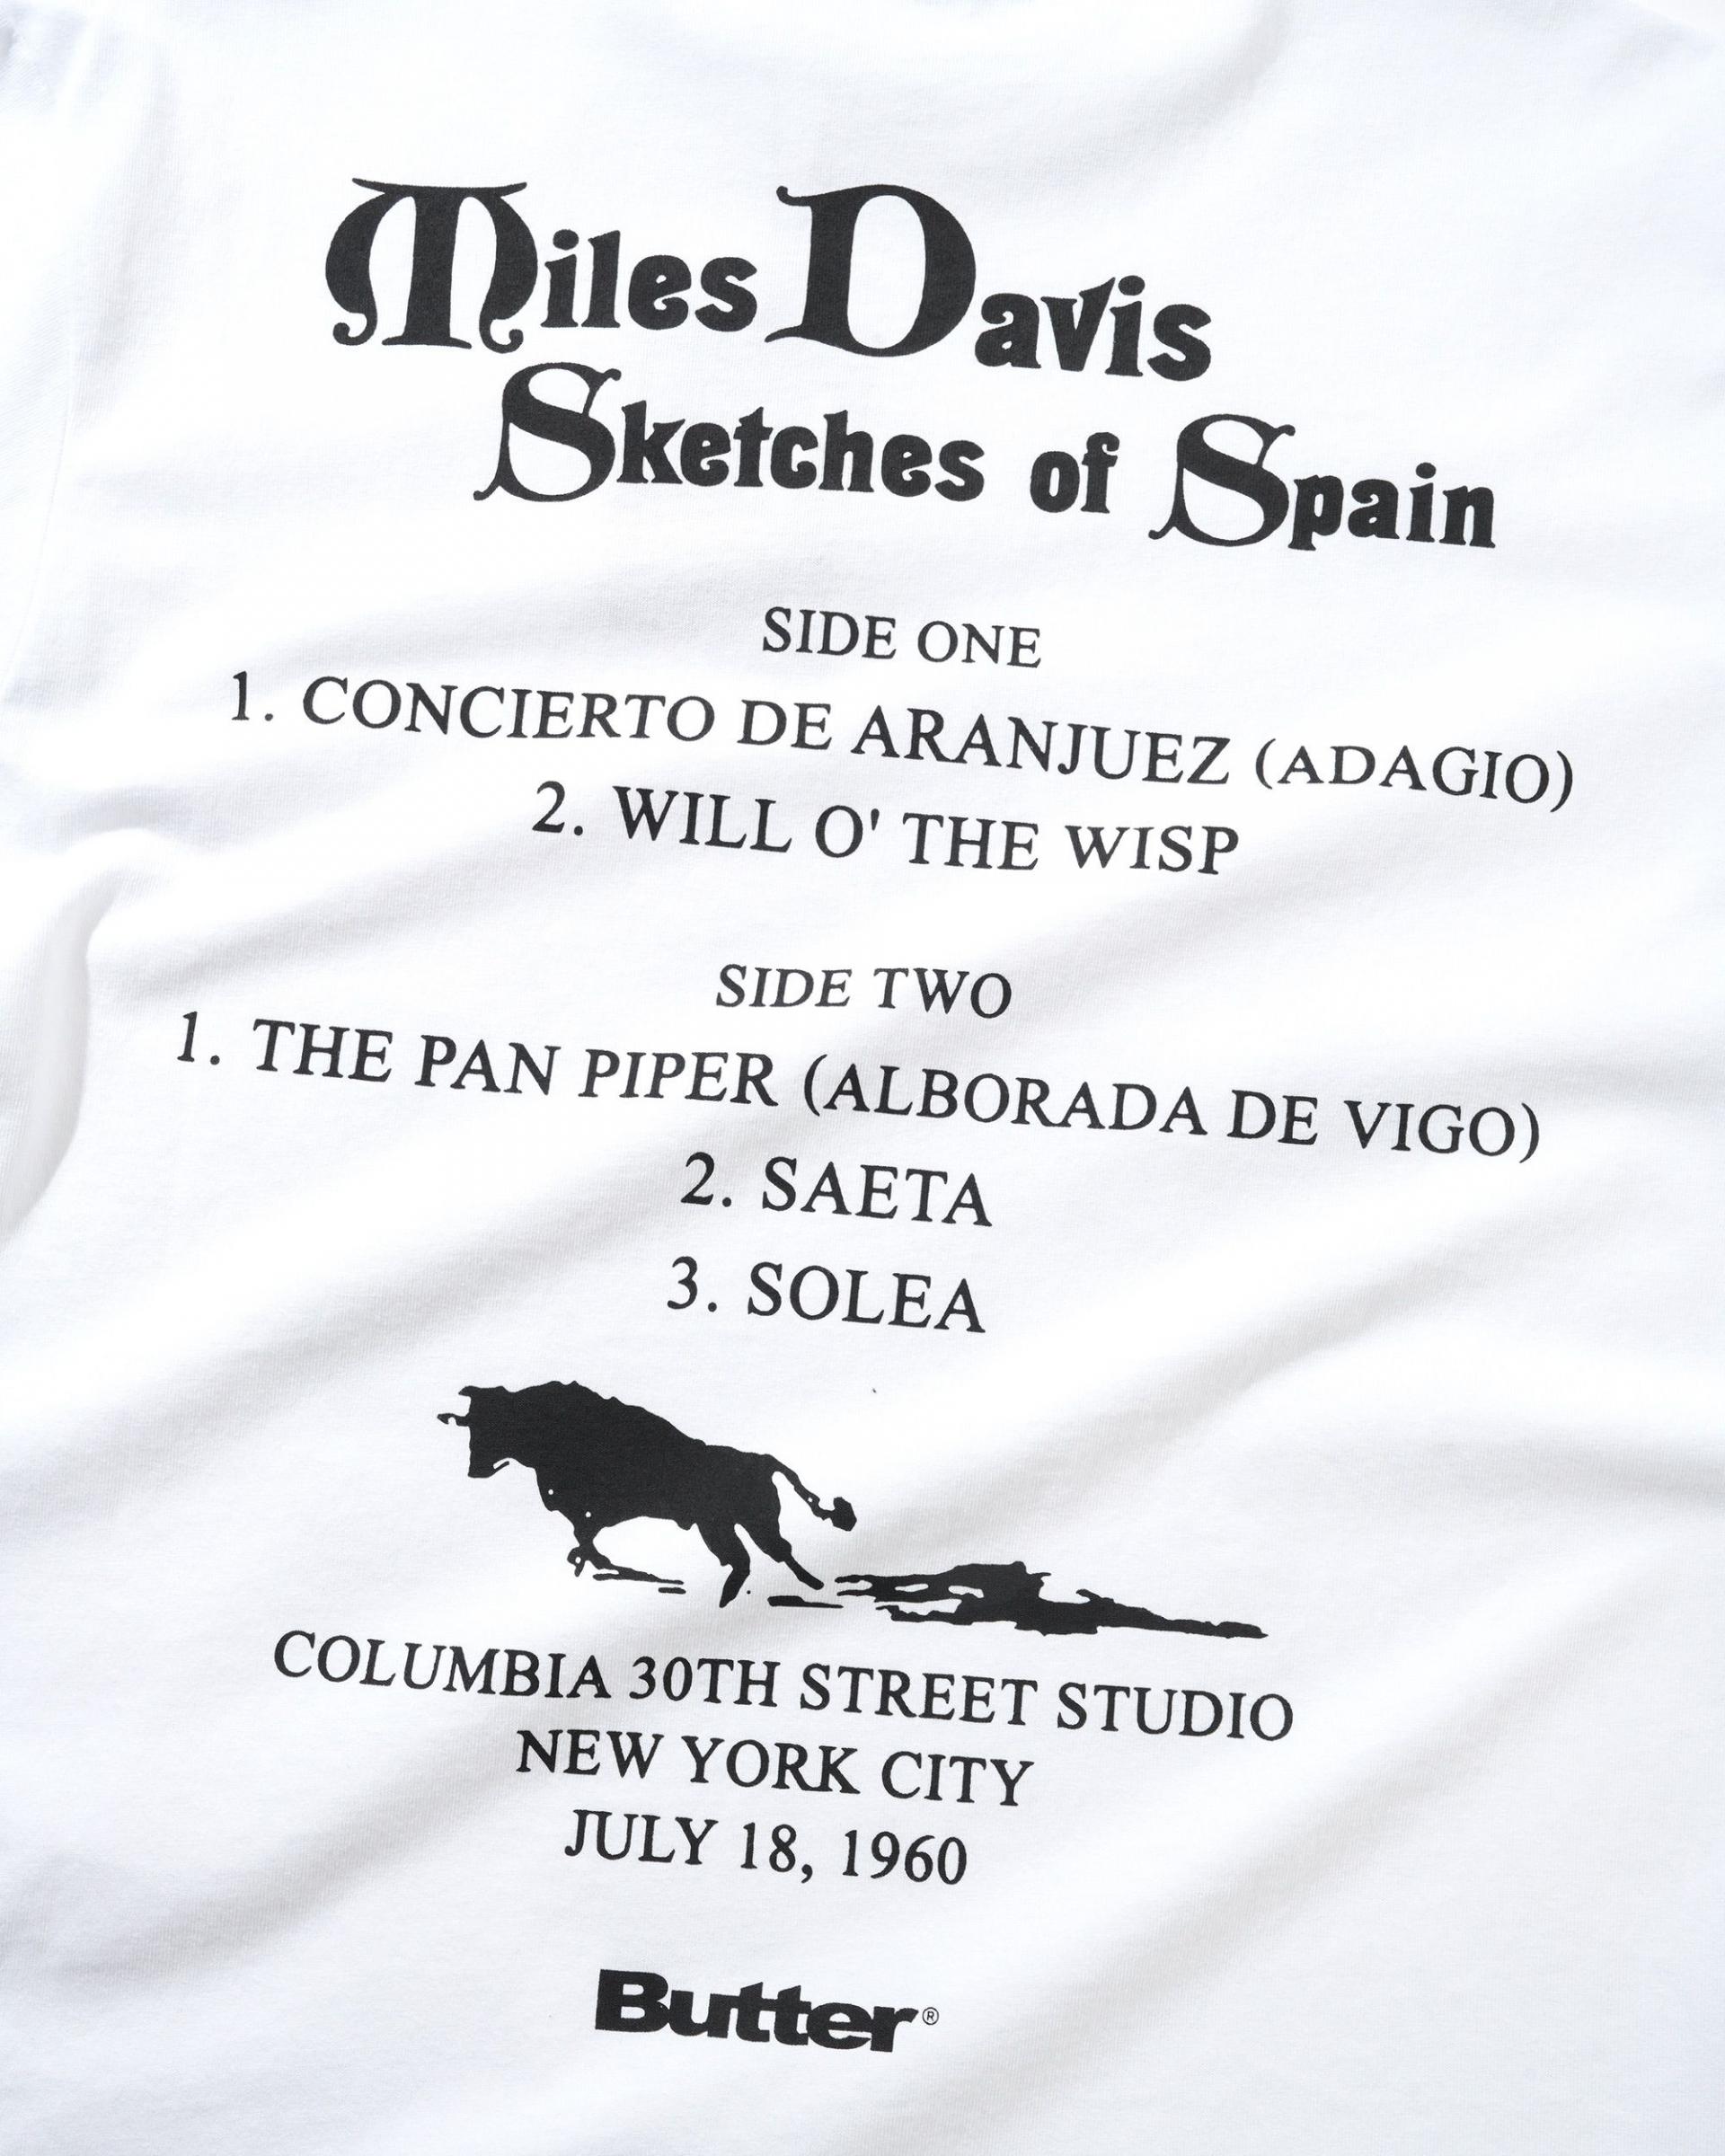 Miles Davis
Sketches of Spain
SIDE ONE
1. CONCIERTO DE ARANJUEZ (ADAGIO)
2. WILL O' THE WISP
SIDE TWO
1. THE PAN PIPER (ALBORADA DE VIGO)
2. SAETA
3. SOLEA
COLUMBIA 30TH STREET STUDIO
NEW YORK CITY
JULY 18, 1960
Butter®